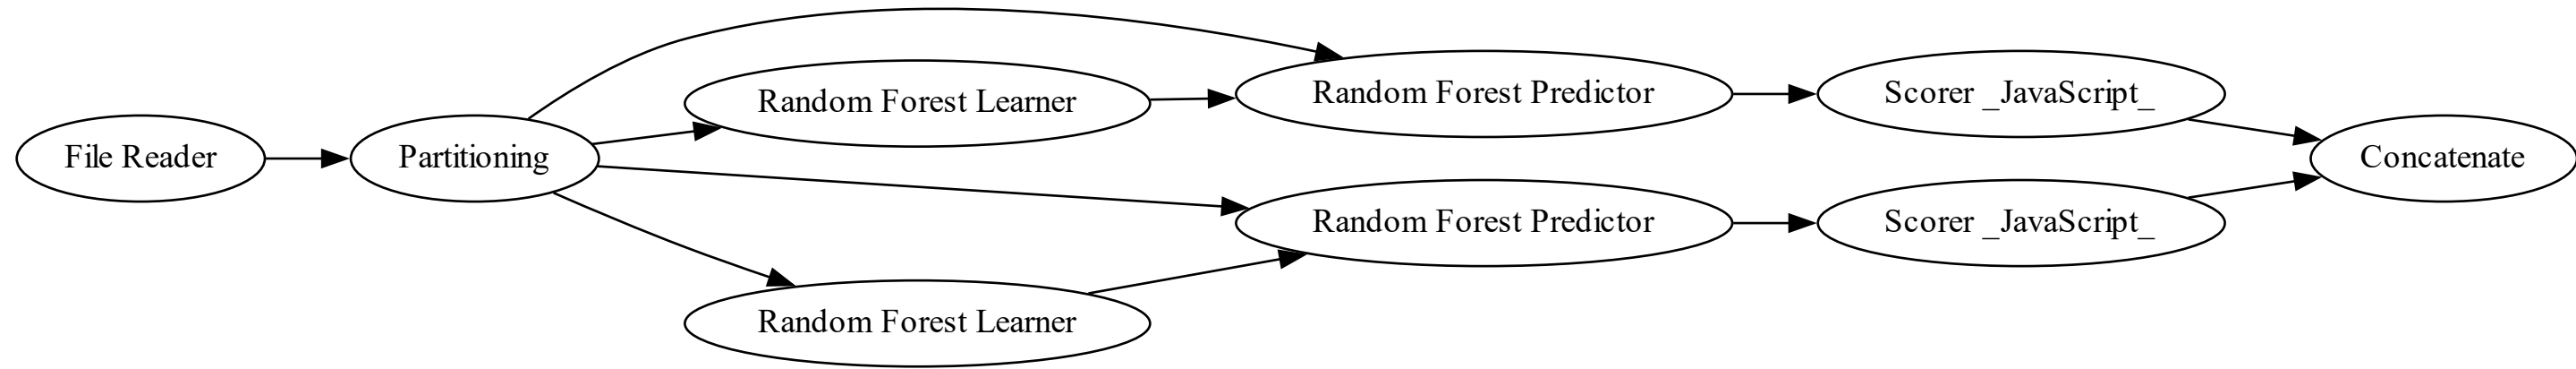 File Reader
Partitioning
Random Forest Learner
Random Forest Predictor
Scorer _JavaScript_
Random Forest Learner
Random Forest Predictor
Scorer _JavaScript_
Concatenate